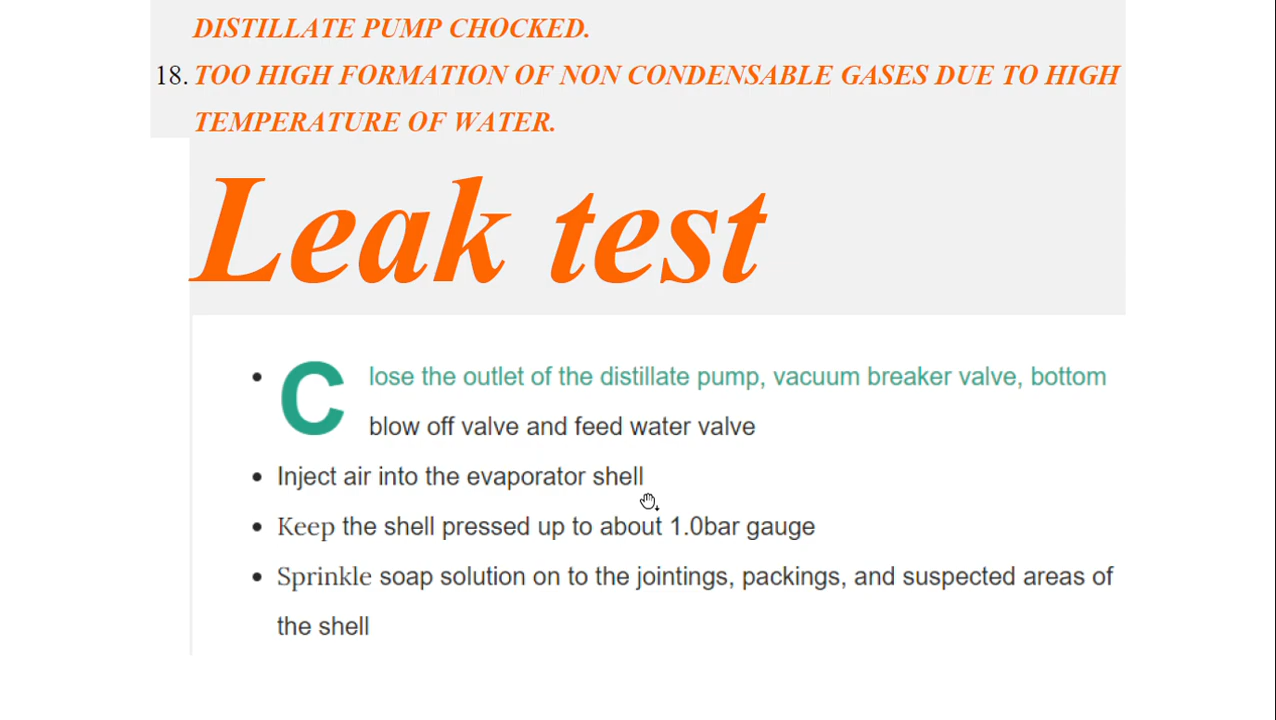 DISTILLATE PUMP CHOCKED.
18. TOO HIGH FORMATION OF NON CONDENSABLE GASES DUE TO HIGH
TEMPERATURE OF WATER.
Leak test
• Close the outlet of the distillate pump, vacuum breaker valve, bottom
blow off valve and feed water valve
• Inject air into the evaporator shell
• Keep the shell pressed up to about 1.0bar gauge
• Sprinkle soap solution on to the jointings, packings, and suspected areas of
the shell